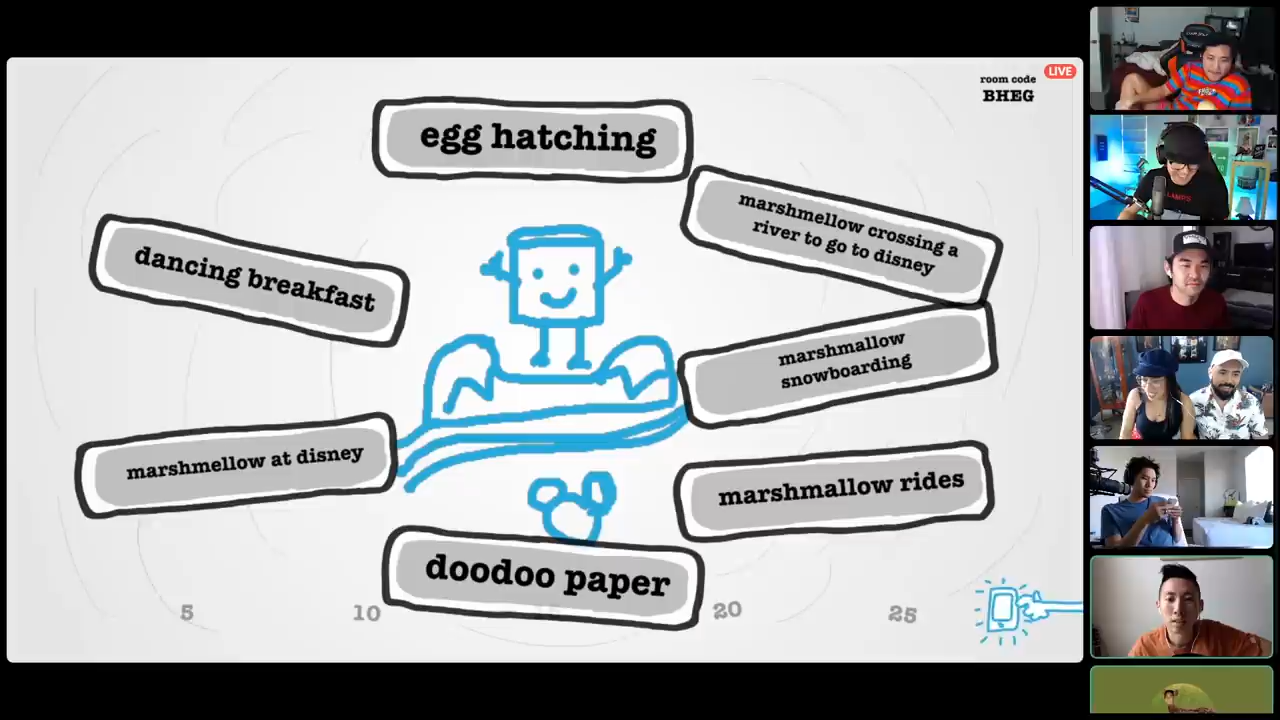 room code
BHEG
LIVE
egg hatching
marshmellow crossing a
river to go to disney
dancing breakfast
marshmallow
snowboarding
marshmellow at disney
marshmallow rides
doodoo paper
5
10
20
25
LAMPS